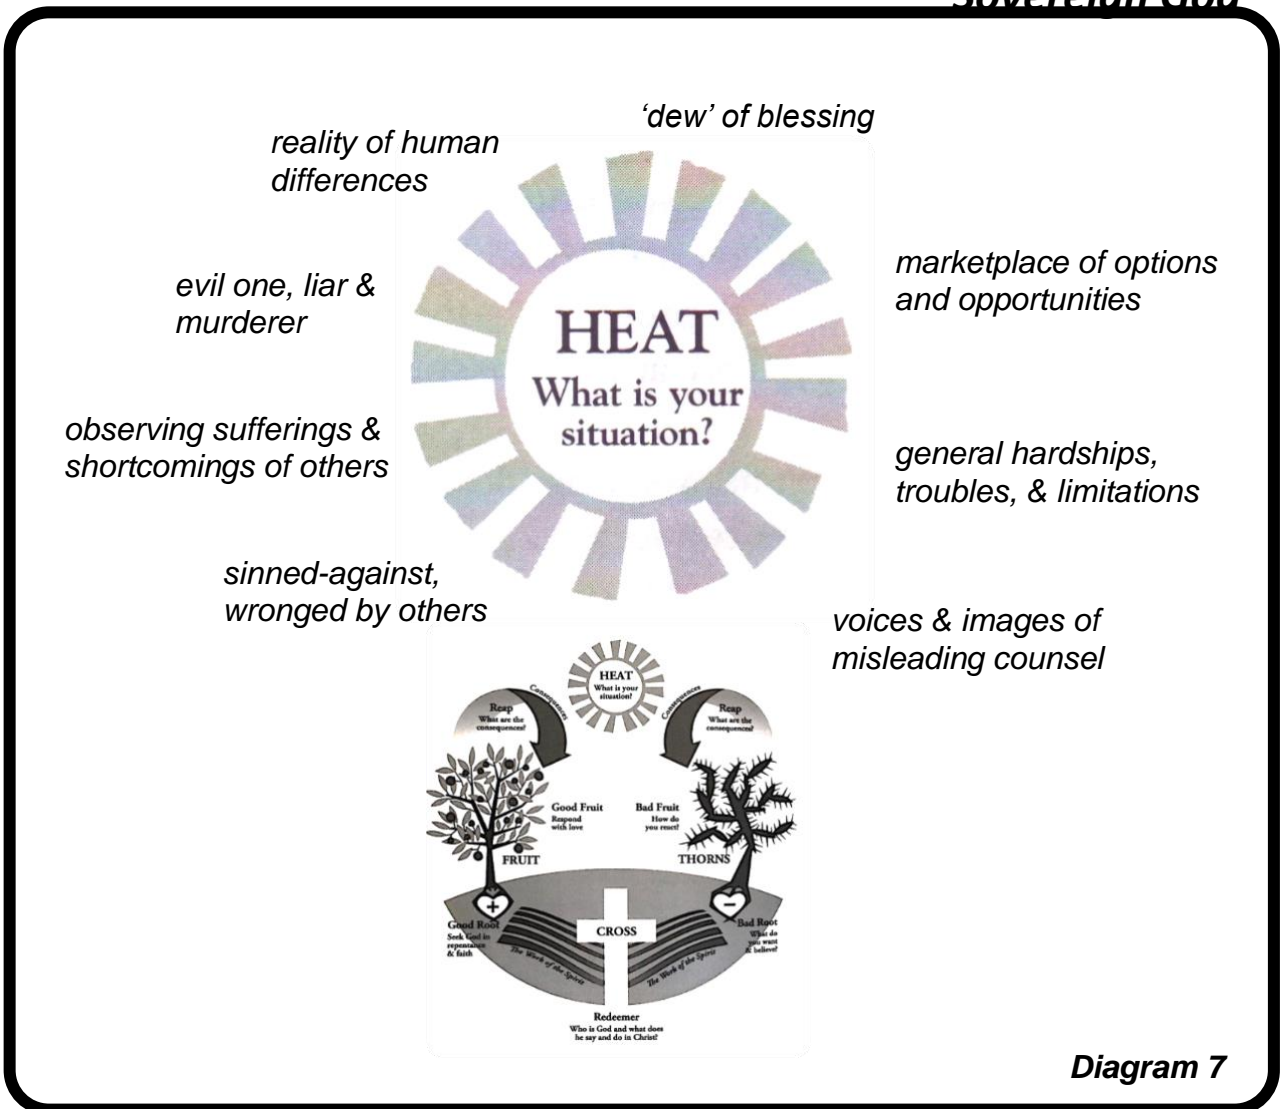 Sovereign God
‘dew’ of blessing
reality of human
differences
marketplace of options
and opportunities
evil one, liar &
murderer
HEAT
What is your
situation?
observing sufferings &
shortcomings of others
general hardships,
troubles, & limitations
sinned-against,
wronged by others
voices & images of
misleading counsel
HEAT
What is your
situation?
Consequences
Consequences
Reap
What are the
consequences?
Reap
What are the
consequences?
Good Fruit
Respond
with love
Bad Fruit
How do
you react?
FRUIT
THORNS
+
−
CROSS
Good Root
Seek God in
repentance
& faith
Bad Root
What do
you want
& believe?
The Work of the Spirit
The Work of the Spirit
Redeemer
Who is God and what does
he say and do in Christ?
Diagram 7